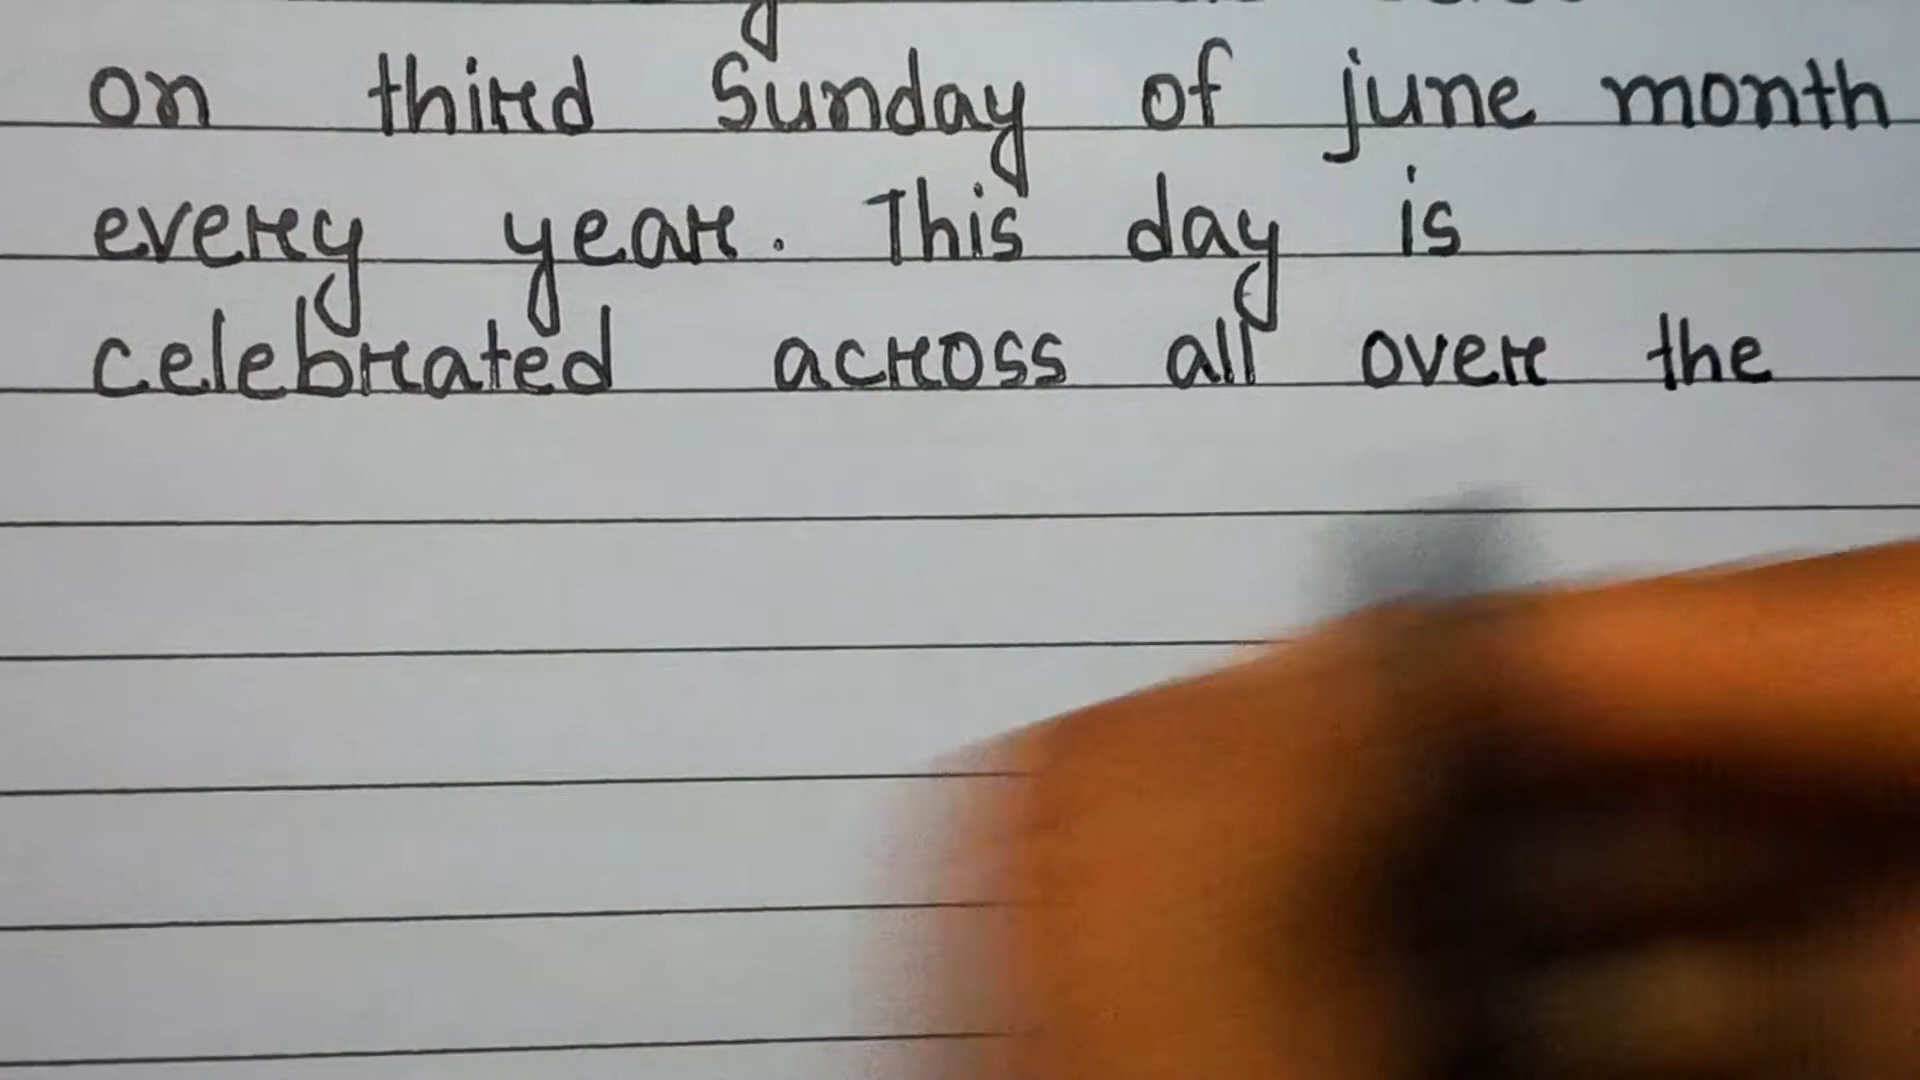 on third Sunday of june month
every year. This day is
celebrated across all over the